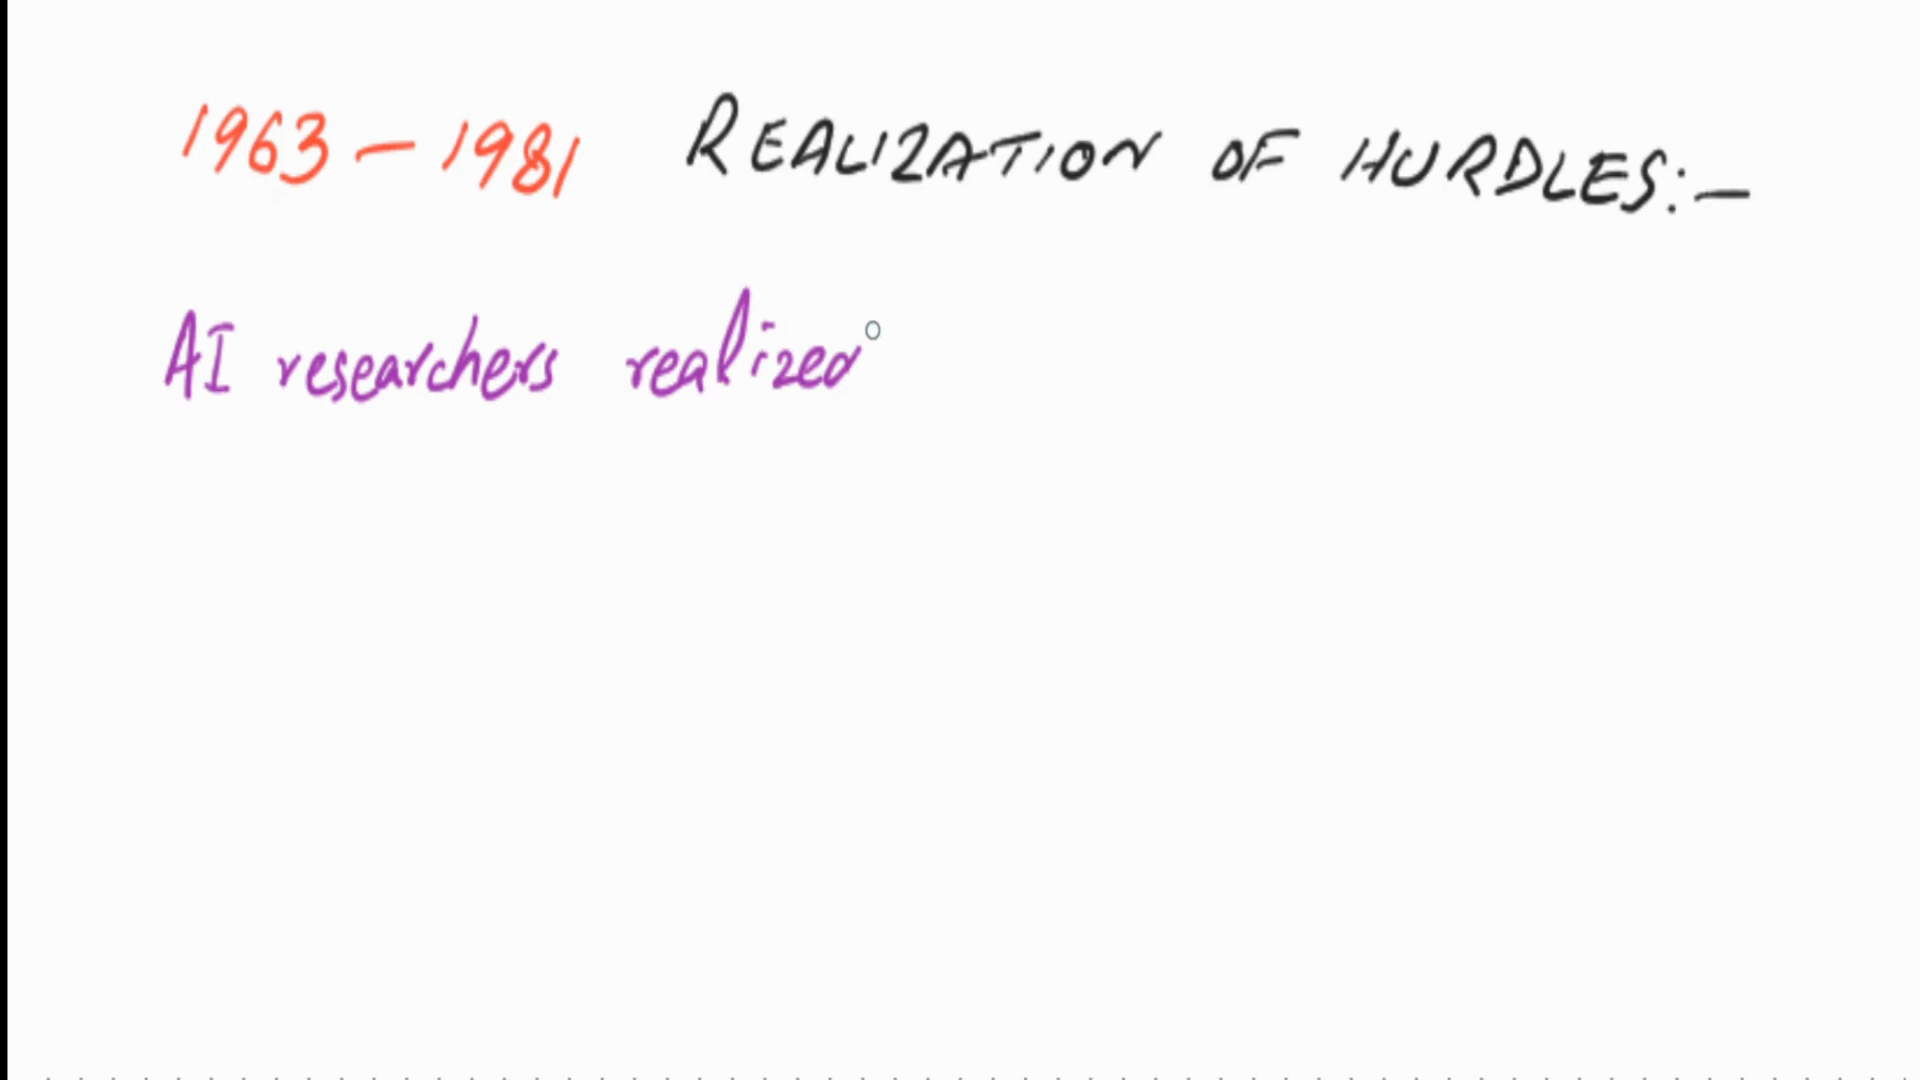 1963 - 1981 REALIZATION OF HURDLES:-
AI researchers realized